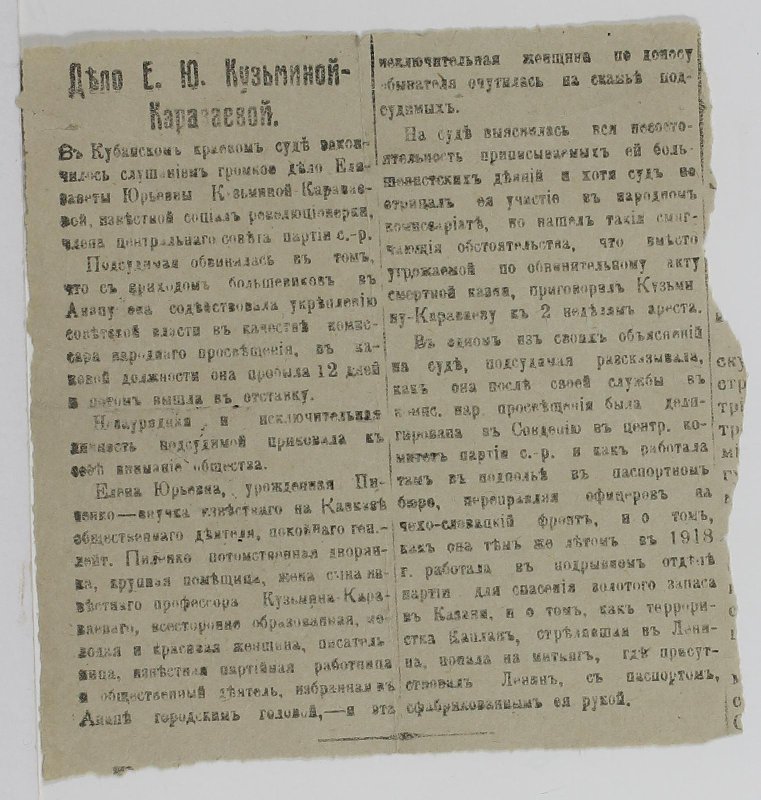 Дѣло Е. Ю. Кузьминой-
Караваевой.
Въ Кубанскомъ краевомъ судѣ закон-
чилось слушаніемъ громкое дѣло Ели-
заветы Юрьевны Кузьминой-Каравае-
вой, извѣстной соціалъ революціонерки,
члена центральнаго совѣта партіи с.-р.
Подсудимая обвинялась въ томъ,
что съ приходомъ большевиковъ въ
Анапу она содѣйствовала укрѣпленію
совѣтской власти въ качествѣ комис-
сара народнаго просвѣщенія, въ ка-
ковой должности она пробыла 12 дней
и потомъ вышла въ отставку.
Незаурядная и исключительная
личность подсудимой приковала къ
себѣ вниманіе общества.
Елена Юрьевна, урожденная Пи-
ленко—внучка извѣстнаго на Кавказѣ
общественнаго дѣятеля, покойнаго ген.-
лейт. Пиленко потомственная дворян-
ка, крупная помѣщица, жена сына из-
вѣстнаго профессора Кузьмина-Кара-
ваева, всесторонне образованная, мо-
лодая и красивая женщина, писатель
ница, извѣстная партійная работница
и общественный дѣятель, избранная въ
Анапѣ городскимъ головой,—и эта
исключительная женщина по доносу
обывателя очутилась на скамьѣ под-
судимыхъ.
На судѣ выяснилась вся несосто-
ятельность приписываемыхъ ей боль-
шевистскихъ дѣяній и хотя судъ не
отрицалъ ея участіе въ народномъ
комисаріатѣ, но нашелъ такія смяг-
чающія обстоятельства, что вмѣсто
угрожаемой по обвинительному акту
смертной казни, приговорилъ Кузьми
ну-Караваеву къ 2 недѣлямъ ареста.
Въ одномъ изъ своихъ объясненій
на судѣ, подсудимая разсказывала,
какъ она послѣ своей службы въ
комис. нар. просвѣщенія была деле-
гирована въ Совдепію въ центр. ко-
митетъ партіи с.-р. и какъ работала
тамъ въ подпольѣ въ паспортномъ
бюро, переправляя офицеровъ на
чехо-словацкій фронтъ, и о томъ,
какъ она тѣмъ же лѣтомъ въ 1918
г. работала въ подрывномъ отдѣлѣ
партіи для спасенія золотого запаса
въ Казани, и о томъ, какъ террори-
стка Капланъ, стрѣлявшая въ Лени-
на, попала на митингъ, гдѣ присут-
ствовалъ Ленинъ, съ паспортомъ,
сфабрикованнымъ ея рукой.